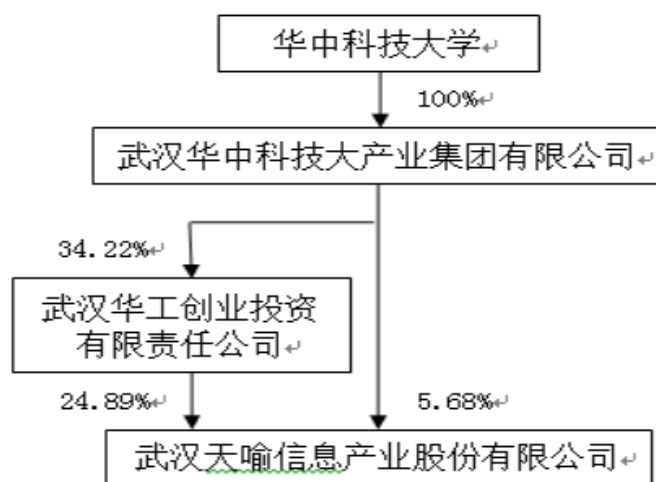 华中科技大学
100%
武汉华中科技大产业集团有限公司
34.22%
武汉华工创业投资
有限责任公司
24.89%
5.68%
武汉天喻信息产业股份有限公司